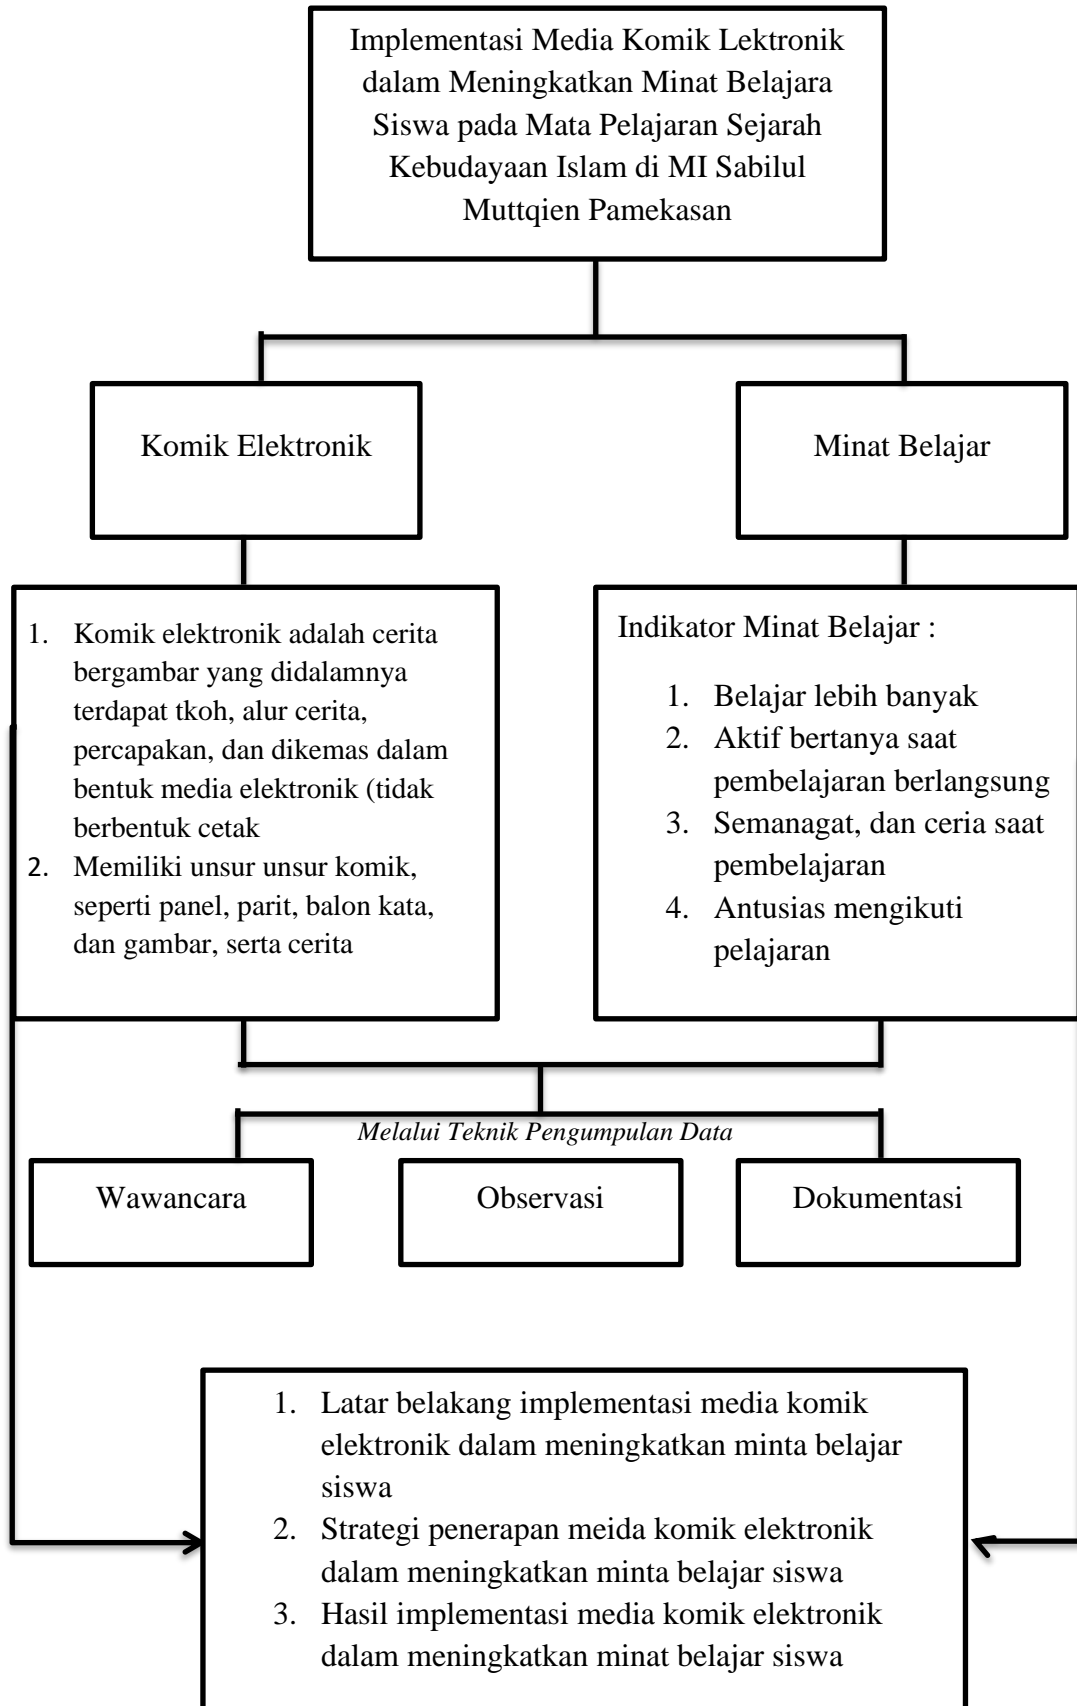 Implementasi Media Komik Lektronik
dalam Meningkatkan Minat Belajara
Siswa pada Mata Pelajaran Sejarah
Kebudayaan Islam di MI Sabilul
Muttqien Pamekasan
Komik Elektronik
Minat Belajar
1. Komik elektronik adalah cerita
bergambar yang didalamnya
terdapat tkoh, alur cerita,
percapakan, dan dikemas dalam
bentuk media elektronik (tidak
berbentuk cetak
2. Memiliki unsur unsur komik,
seperti panel, parit, balon kata,
dan gambar, serta cerita
Indikator Minat Belajar :
1. Belajar lebih banyak
2. Aktif bertanya saat
pembelajaran berlangsung
3. Semanagat, dan ceria saat
pembelajaran
4. Antusias mengikuti
pelajaran
Melalui Teknik Pengumpulan Data
Wawancara
Observasi
Dokumentasi
1. Latar belakang implementasi media komik
elektronik dalam meningkatkan minta belajar
siswa
2. Strategi penerapan meida komik elektronik
dalam meningkatkan minta belajar siswa
3. Hasil implementasi media komik elektronik
dalam meningkatkan minat belajar siswa